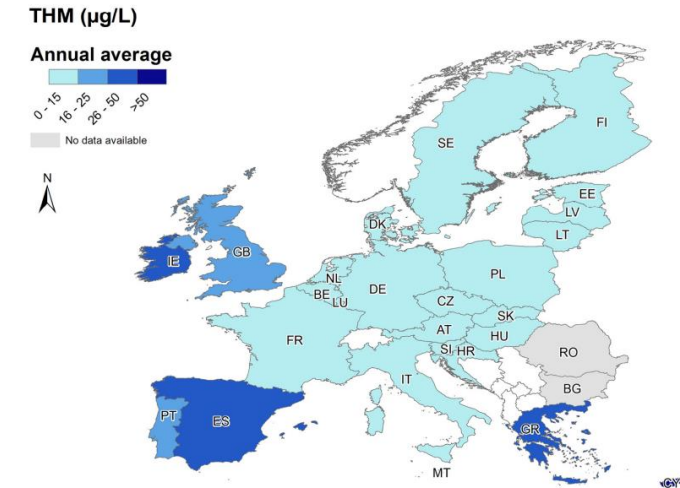 THM (µg/L)
Annual average
0 - 15
16 - 25
26 - 50
>50
No data available
N
FI
SE
EE
LV
LT
DK
GB
IE
NL
BE
LU
DE
PL
CZ
SK
AT
HU
FR
SI
HR
RO
IT
BG
PT
ES
GR
MT
CY